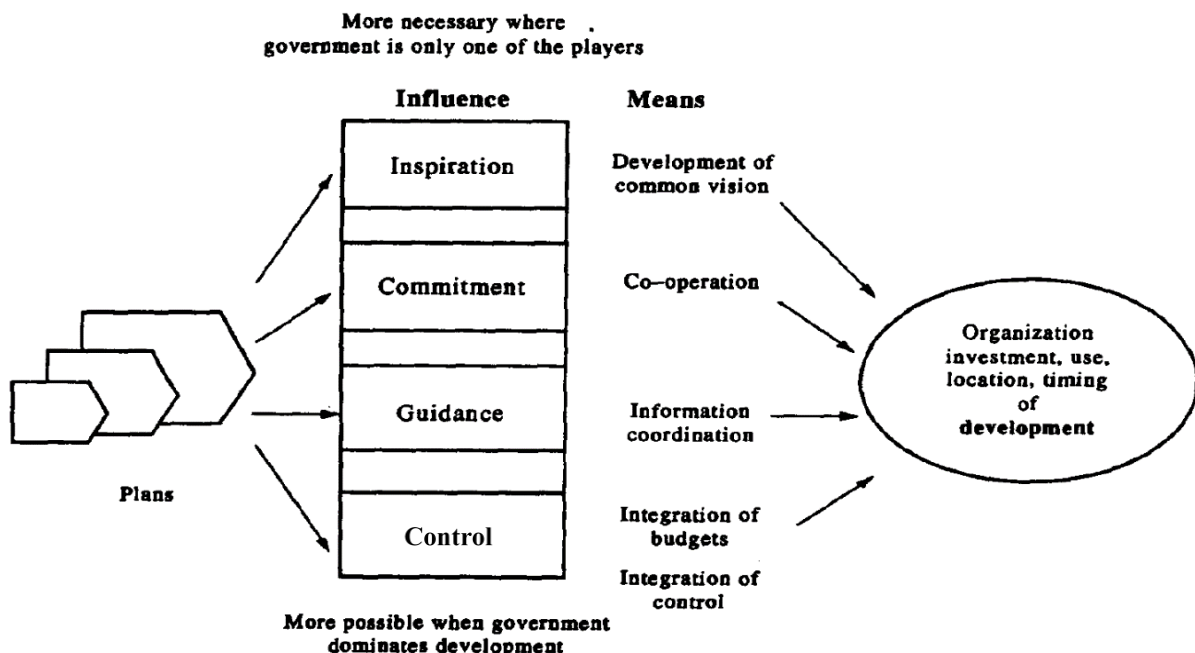 More necessary where
government is only one of the players
Influence
Means
Inspiration
Development of
common vision
Commitment
Co-operation
Organization
investment, use,
location, timing
of
development
Guidance
Information
coordination
Plans
Control
Integration of
budgets
Integration of
control
More possible when government
dominates development